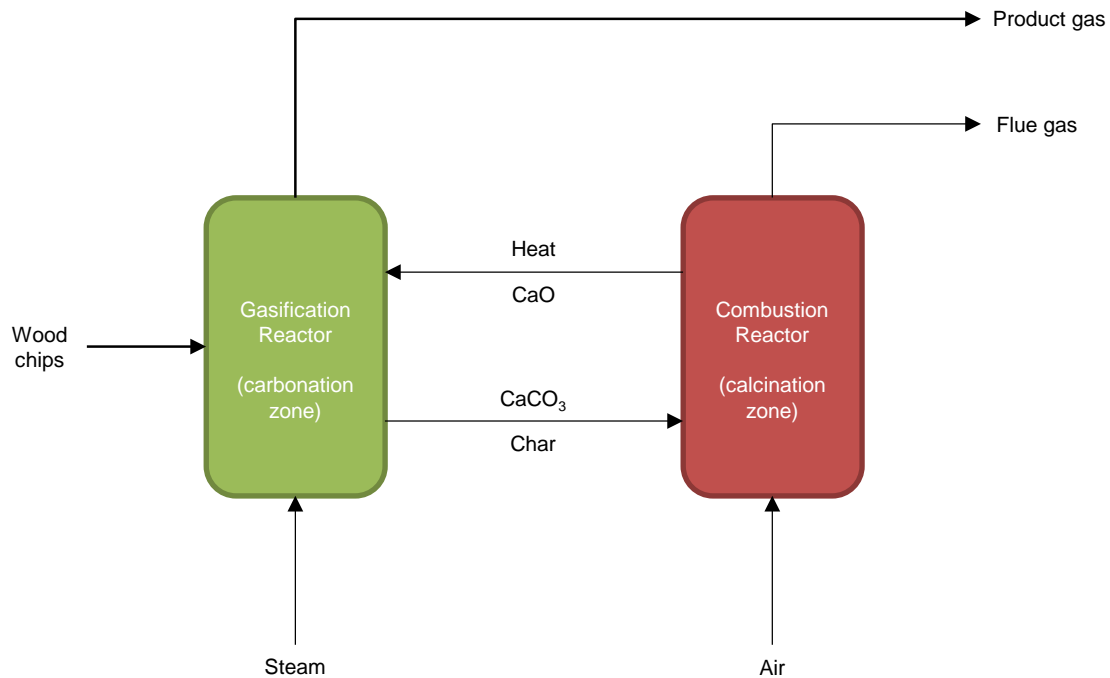 Product gas
Flue gas
Heat
CaO
Gasification
Reactor
(carbonation
zone)
Combustion
Reactor
(calcination
zone)
Wood
chips
CaCO₃
Char
Steam
Air